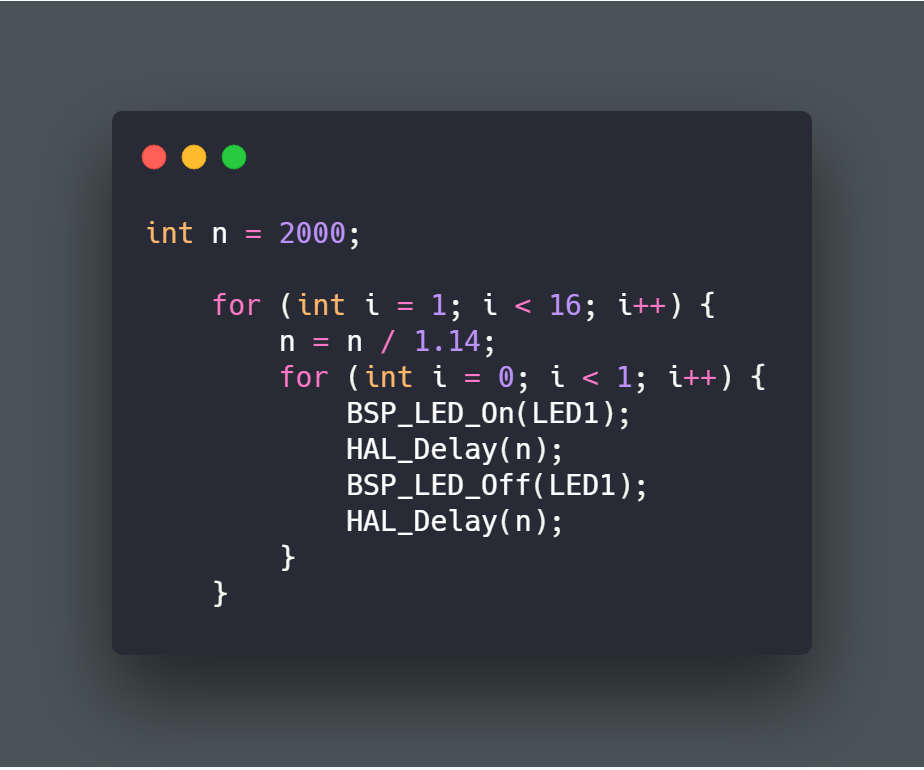 int n = 2000;
for (int i = 1; i < 16; i++) {
n = n / 1.14;
for (int i = 0; i < 1; i++) {
BSP_LED_On(LED1);
HAL_Delay(n);
BSP_LED_Off(LED1);
HAL_Delay(n);
}
}